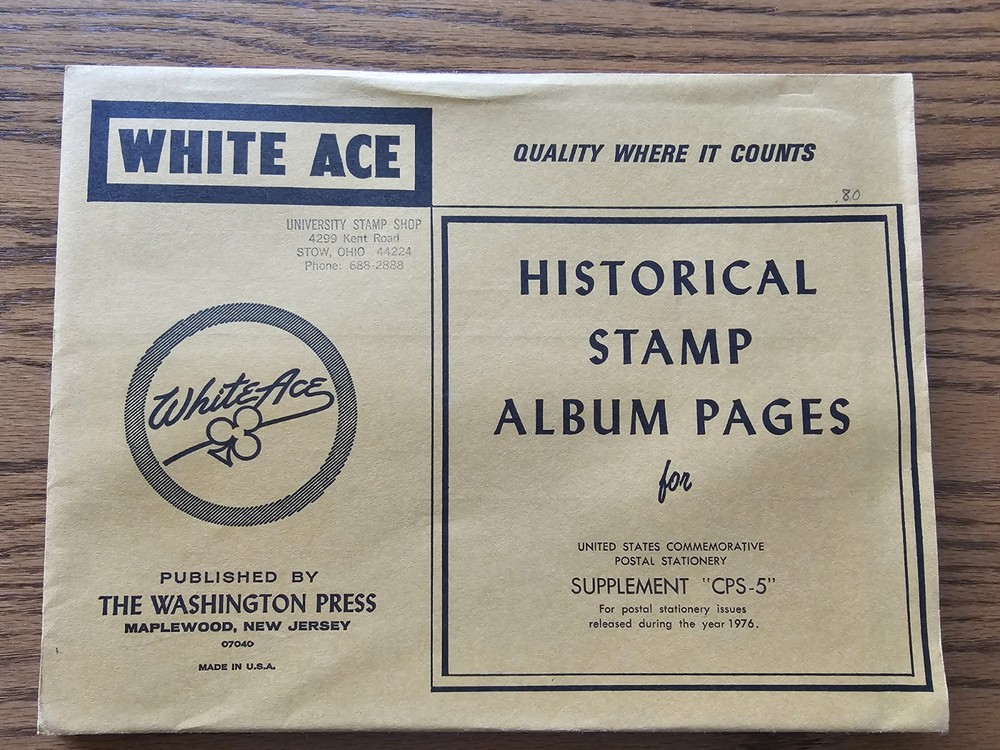 WHITE ACE
QUALITY WHERE IT COUNTS
.80
UNIVERSITY STAMP SHOP
4299 Kent Road
STOW, OHIO 44224
Phone: 688-2888
White Ace
PUBLISHED BY
THE WASHINGTON PRESS
MAPLEWOOD, NEW JERSEY
07040
MADE IN U.S.A.
HISTORICAL
STAMP
ALBUM PAGES
for
UNITED STATES COMMEMORATIVE
POSTAL STATIONERY
SUPPLEMENT "CPS-5"
For postal stationery issues
released during the year 1976.